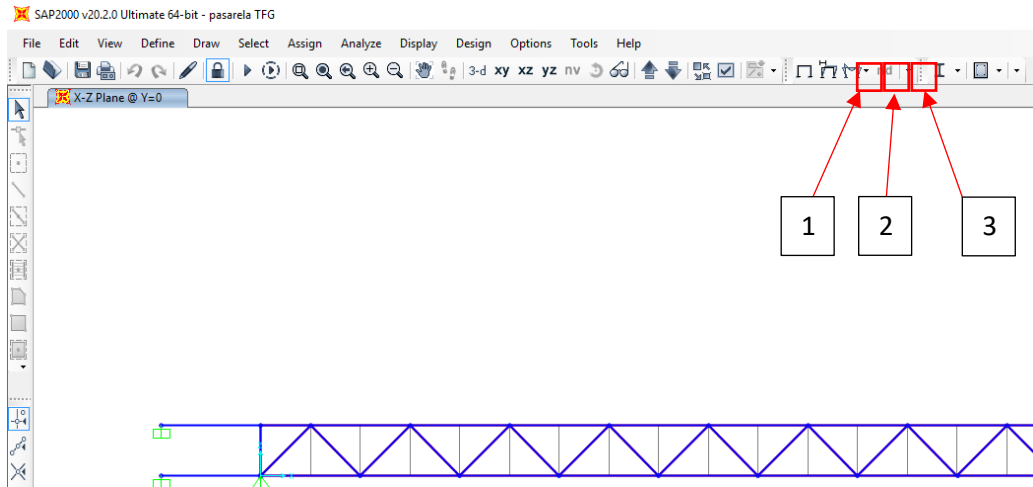 SAP2000 v20.2.0 Ultimate 64-bit - pasarela TFG
File Edit View Define Draw Select Assign Analyze Display Design Options Tools Help
3-d xy xz yz nv
X-Z Plane @ Y=0
1 2 3